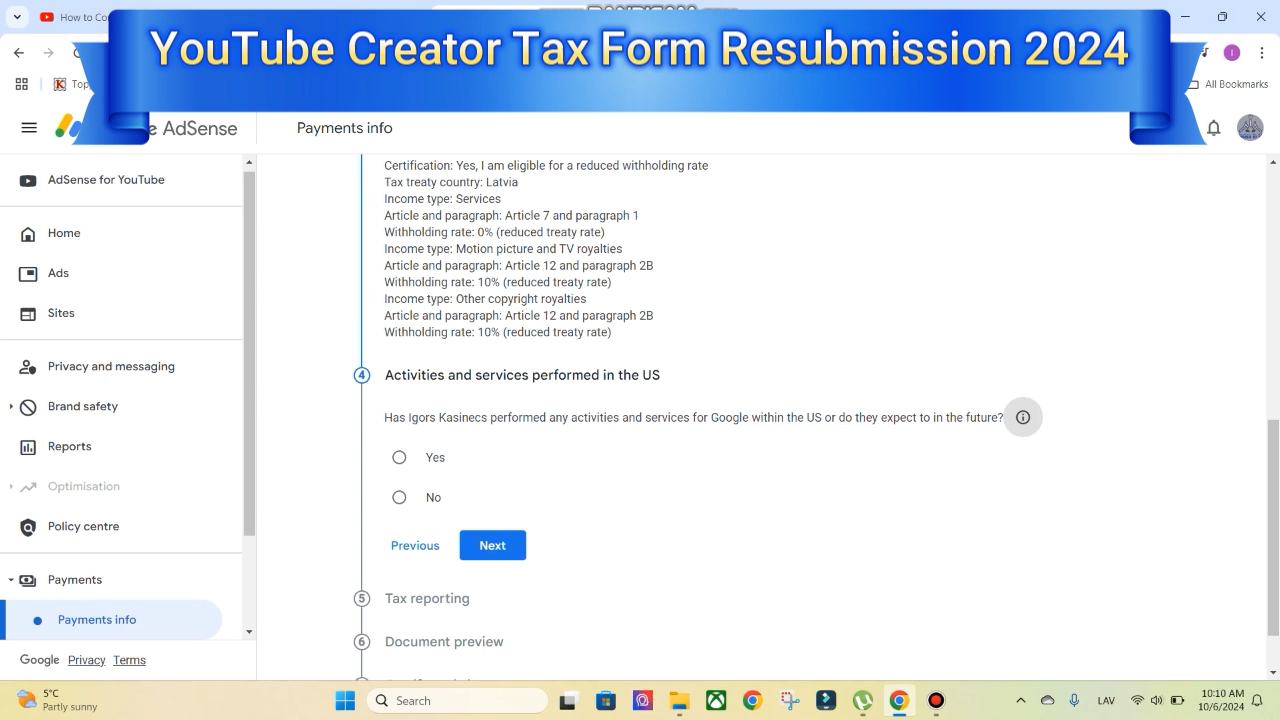 How to Co
YouTube Creator Tax Form Resubmission 2024
Top
All Bookmarks
e AdSense
Payments info
AdSense for YouTube
Home
Ads
Sites
Privacy and messaging
Brand safety
Reports
Optimisation
Policy centre
Payments
Payments info
Google Privacy Terms
Certification: Yes, I am eligible for a reduced withholding rate
Tax treaty country: Latvia
Income type: Services
Article and paragraph: Article 7 and paragraph 1
Withholding rate: 0% (reduced treaty rate)
Income type: Motion picture and TV royalties
Article and paragraph: Article 12 and paragraph 2B
Withholding rate: 10% (reduced treaty rate)
Income type: Other copyright royalties
Article and paragraph: Article 12 and paragraph 2B
Withholding rate: 10% (reduced treaty rate)
4 Activities and services performed in the US
Has Igors Kasinecs performed any activities and services for Google within the US or do they expect to in the future?
Yes
No
Previous Next
5 Tax reporting
6 Document preview
5°C
Partly sunny
Search
LAV
10:10 AM
10/6/2024